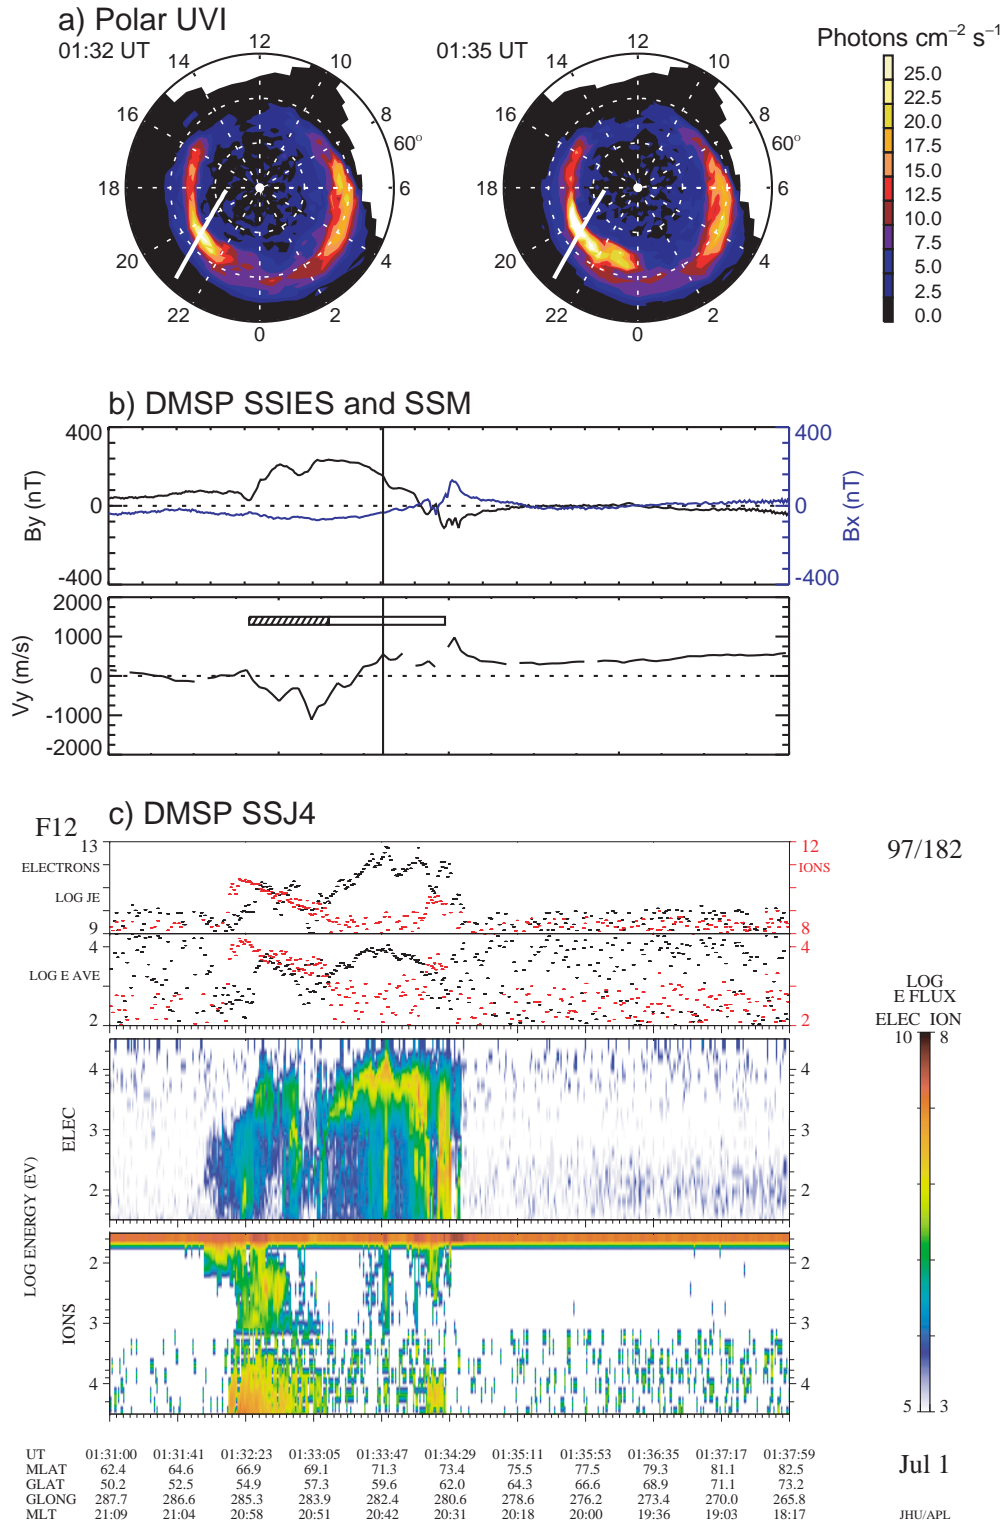 a) Polar UVI
01:32 UT
01:35 UT
Photons cm⁻² s⁻¹
12
14
10
16
8
60°
18
6
20
4
22
2
0
12
14
10
16
8
60°
18
6
20
4
22
2
0
25.0
22.5
20.0
17.5
15.0
12.5
10.0
7.5
5.0
2.5
0.0
b) DMSP SSIES and SSM
400
0
-400
By (nT)
400
0
-400
Bx (nT)
2000
1000
0
-1000
-2000
Vy (m/s)
c) DMSP SSJ4
F12
97/182
13
12
ELECTRONS
IONS
LOG JE
9
8
4
4
LOG E AVE
2
2
LOG
E FLUX
ELEC ION
10
8
5
3
LOG ENERGY (EV)
ELEC
4
3
2
4
3
2
IONS
2
3
4
2
3
4
UT 01:31:00 01:31:41 01:32:23 01:33:05 01:33:47 01:34:29 01:35:11 01:35:53 01:36:35 01:37:17 01:37:59
MLAT 62.4 64.6 66.9 69.1 71.3 73.4 75.5 77.5 79.3 81.1 82.5
GLAT 50.2 52.5 54.9 57.3 59.6 62.0 64.3 66.6 68.9 71.1 73.2
GLONG 287.7 286.6 285.3 283.9 282.4 280.6 278.6 276.2 273.4 270.0 265.8
MLT 21:09 21:04 20:58 20:51 20:42 20:31 20:18 20:00 19:36 19:03 18:17
Jul 1
JHU/APL